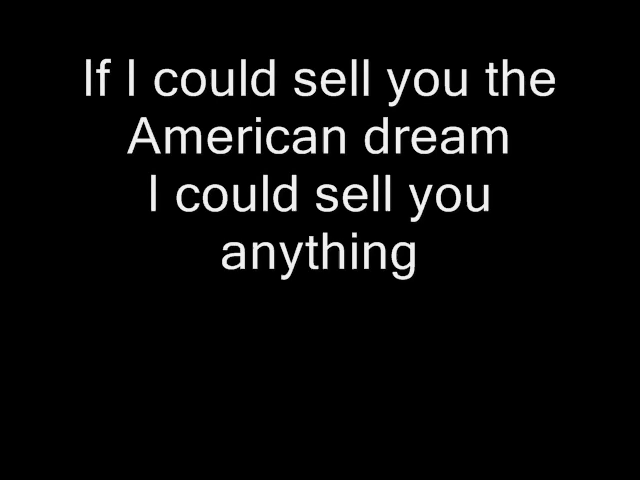 If I could sell you the
American dream
I could sell you
anything